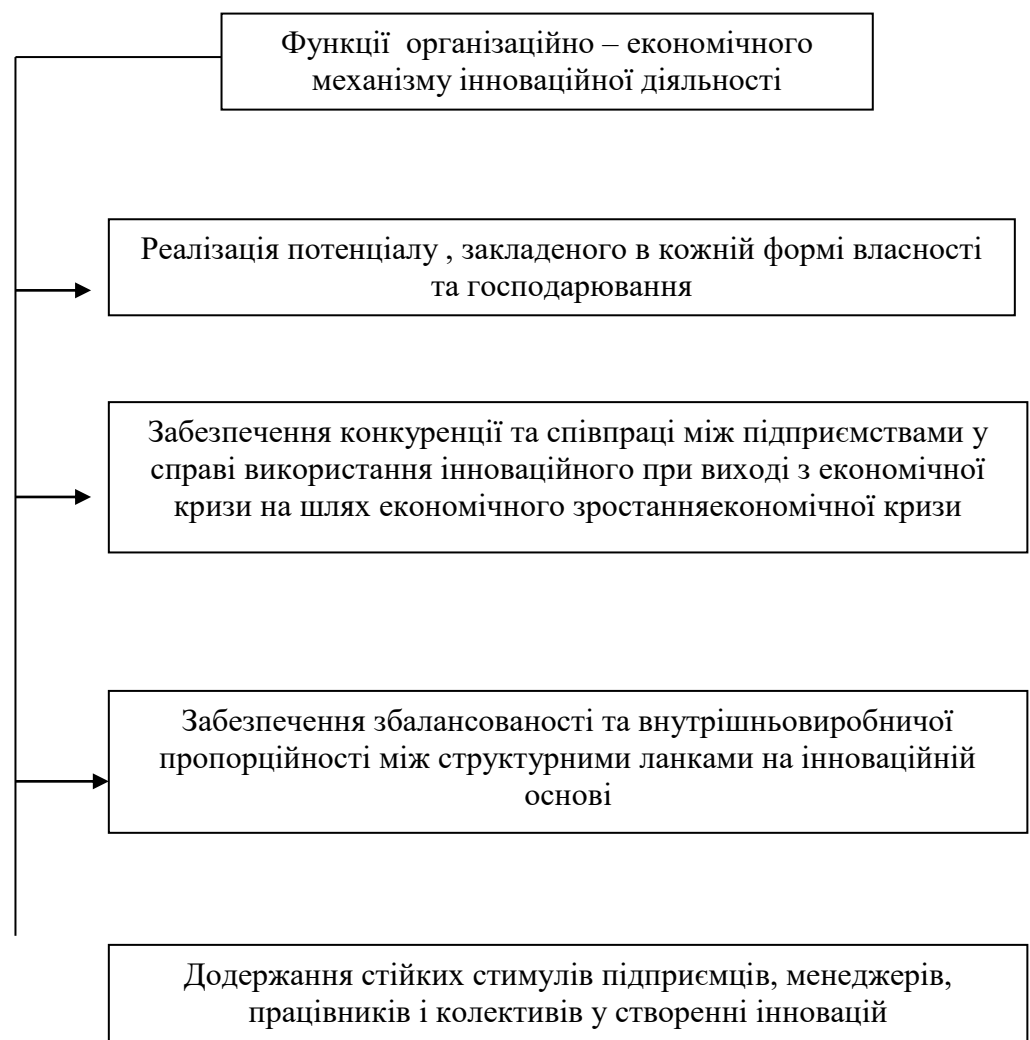 Функції  організаційно – економічного
механізму інноваційної діяльності
Реалізація потенціалу , закладеного в кожній формі власності
та господарювання
Забезпечення конкуренції та співпраці між підприємствами у
справі використання інноваційного при виході з економічної
кризи на шлях економічного зростанняекономічної кризи
Забезпечення збалансованості та внутрішньовиробничої
пропорційності між структурними ланками на інноваційній
основі
Додержання стійких стимулів підприємців, менеджерів,
працівників і колективів у створенні інновацій